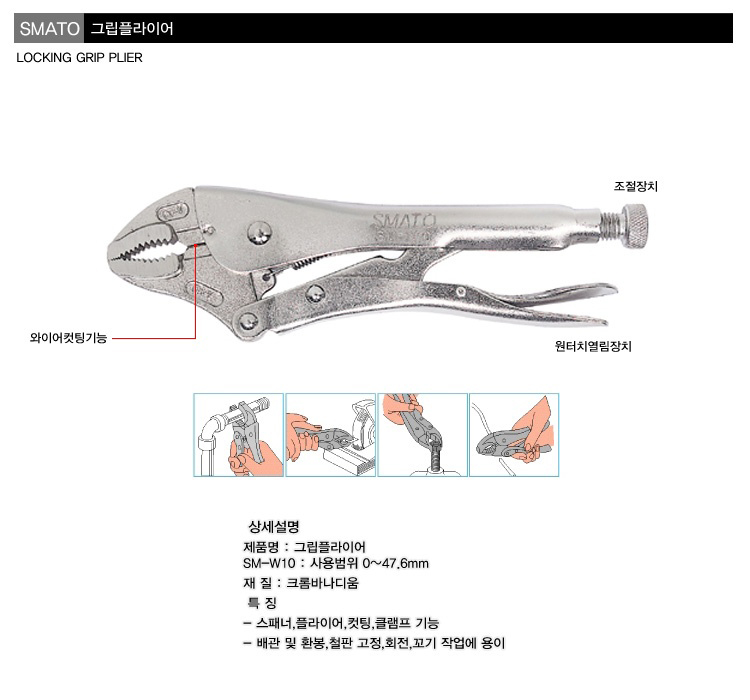 SMATO 그립플라이어
LOCKING GRIP PLIER
조절장치
SMATO
와이어컷팅기능
원터치열림장치
상세설명
제품명 : 그립플라이어
SM-W10 : 사용범위 0~47.6mm
재 질 : 크롬바나디움
특 징
- 스패너,플라이어,컷팅,클램프 기능
- 배관 및 환봉,철판 고정,회전,꼬기 작업에 용이